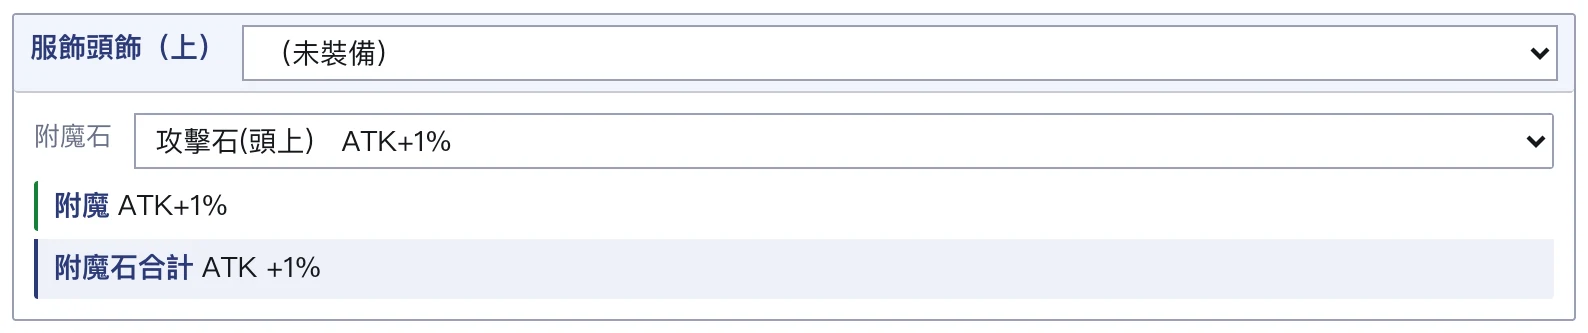 服飾頭飾（上） （未裝備）
附魔石 攻擊石(頭上) ATK+1%
附魔 ATK+1%
附魔石合計 ATK +1%